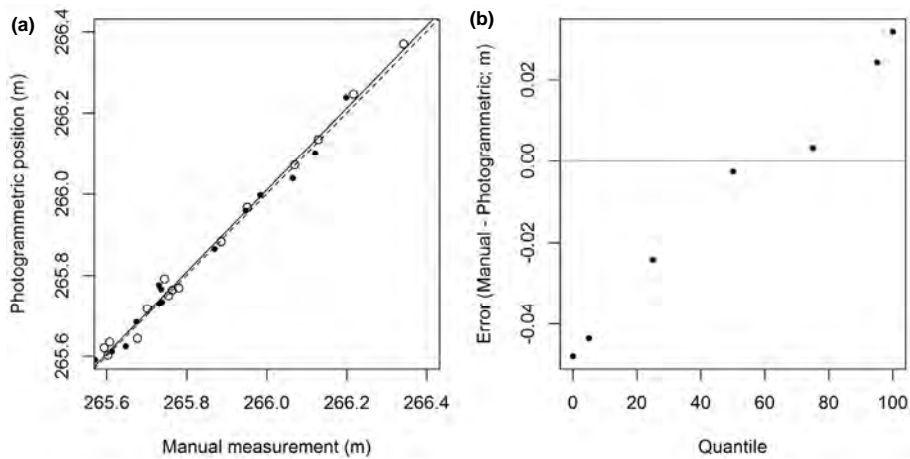 (a)
Photogrammetric position (m)
266.4
266.2
266.0
265.8
265.6
265.6 265.8 266.0 266.2 266.4
Manual measurement (m)
(b)
Error (Manual - Photogrammetric; m)
0.02
0.00
-0.02
-0.04
0 20 40 60 80 100
Quantile